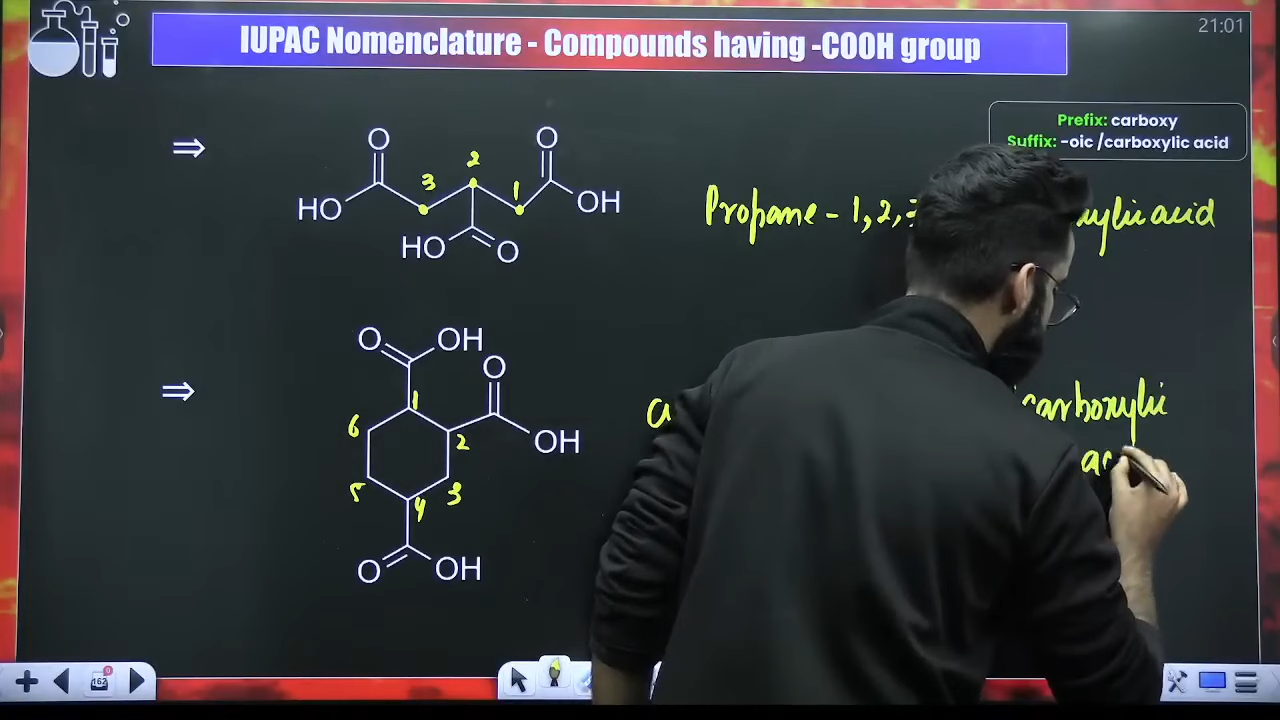 IUPAC Nomenclature - Compounds having -COOH group
21:01
Prefix: carboxy
Suffix: -oic /carboxylic acid
⇒
O
O
2
3
1
HO
OH
HO
O
Propane - 1, 2,
acid
⇒
O
OH
O
1
6
2
OH
5
3
4
O
OH
carboxylic
162